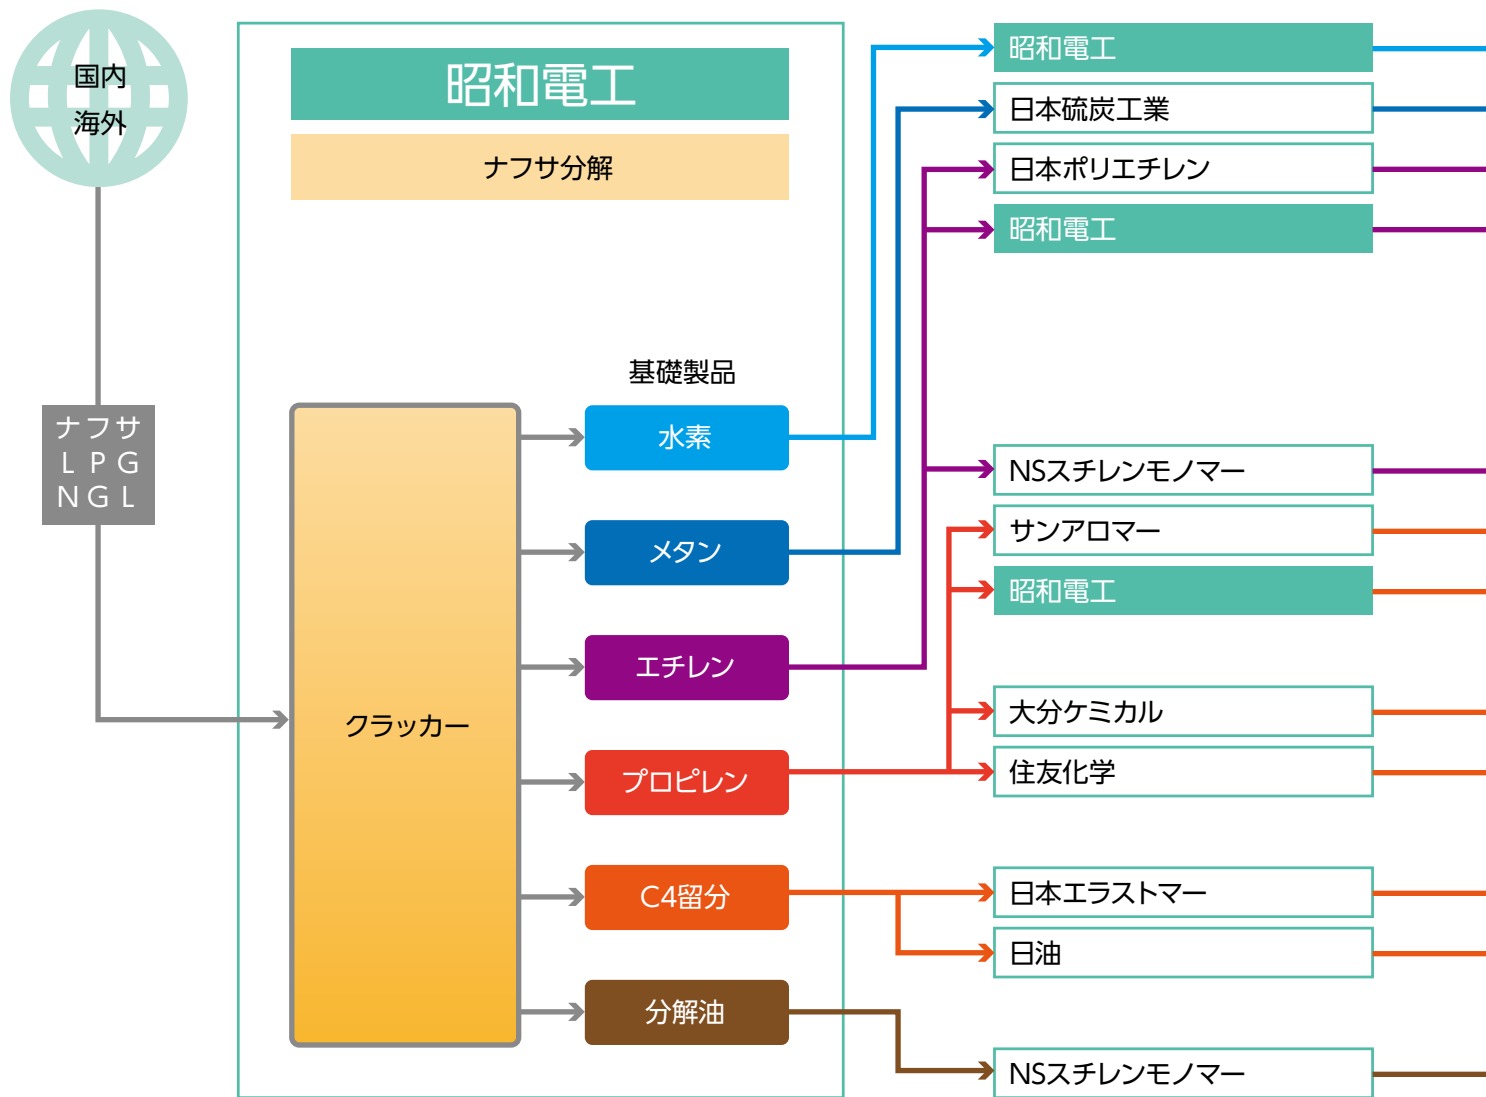 国内
海外
ナフサ
LPG
NGL
昭和電工
ナフサ分解
クラッカー
基礎製品
水素
メタン
エチレン
プロピレン
C4留分
分解油
昭和電工
日本硫炭工業
日本ポリエチレン
昭和電工
NSスチレンモノマー
サンアロマー
昭和電工
大分ケミカル
住友化学
日本エラストマー
日油
NSスチレンモノマー